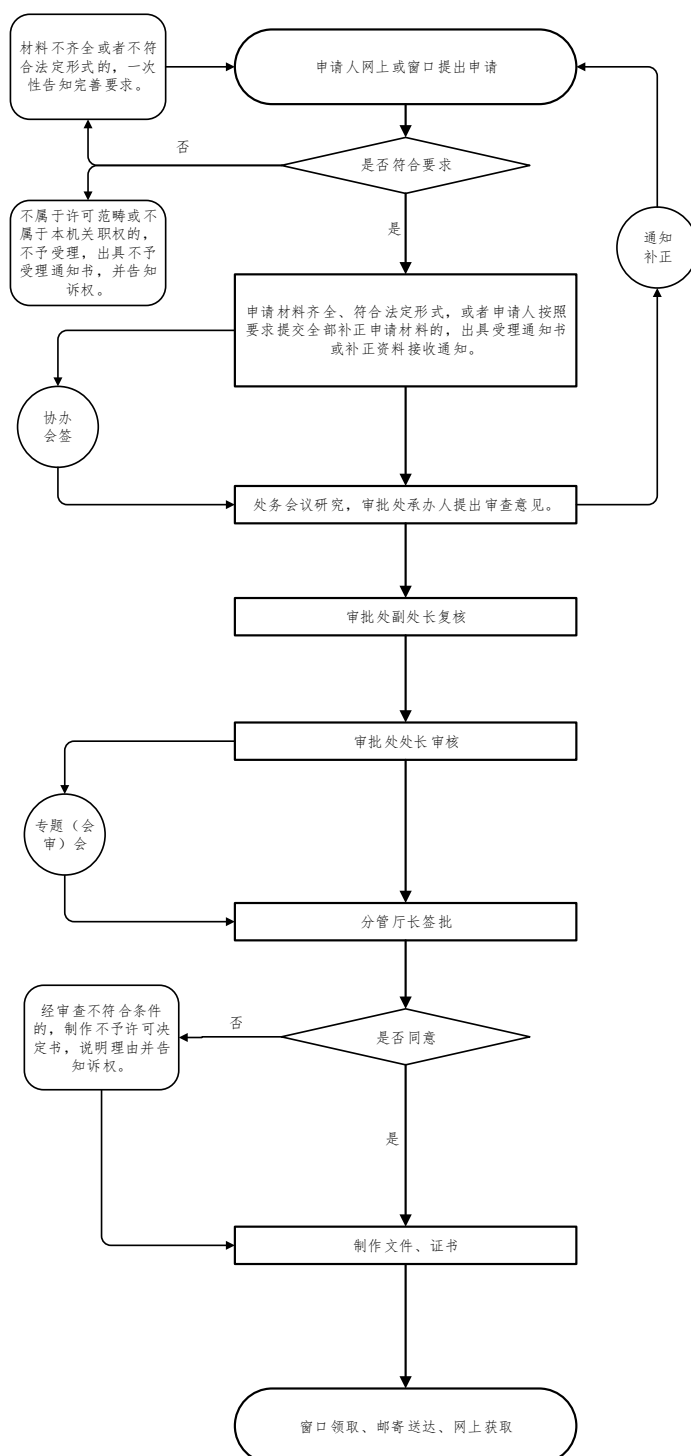 材料不齐全或者不符
合法定形式的，一次
性告知完善要求。
申请人网上或窗口提出申请
否
是否符合要求
不属于许可范畴或不
属于本机关职权的，
不予受理，出具不予
受理通知书，并告知
诉权。
是
通知
补正
申请材料齐全、符合法定形式，或者申请人按照
要求提交全部补正申请材料的，出具受理通知书
或补正资料接收通知。
协办
会签
处务会议研究，审批处承办人提出审查意见。
审批处副处长复核
审批处处长审核
专题（会
审）会
分管厅长签批
经审查不符合条件
的，制作不予许可决
定书，说明理由并告
知诉权。
否
是否同意
是
制作文件、证书
窗口领取、邮寄送达、网上获取